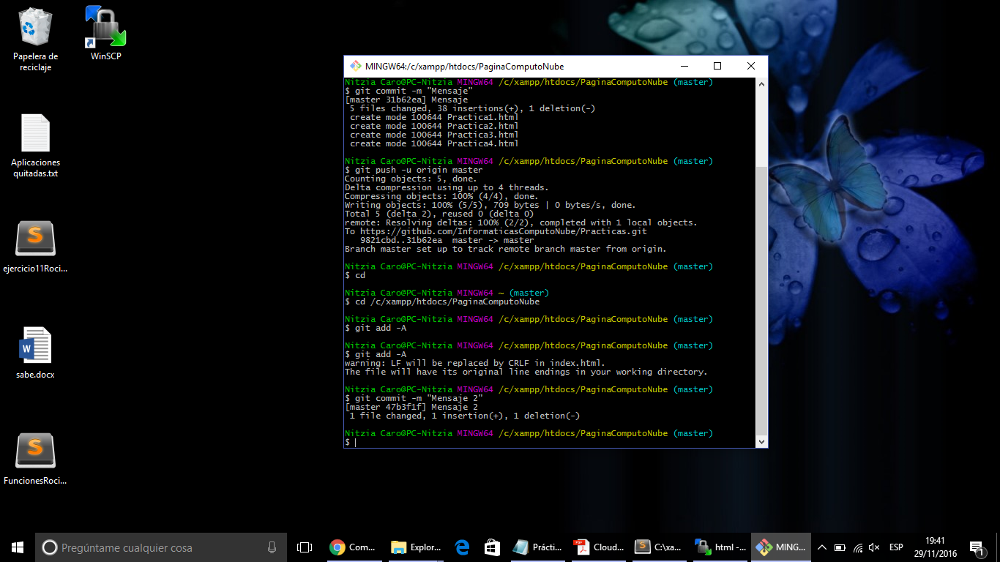 Papelera de
reciclaje
WinSCP
Aplicaciones
quitadas.txt
ejercicio11Roci...
sabe.docx
FuncionesRoci...
MINGW64:/c/xampp/htdocs/PaginaComputoNube
Nitzia Caro@PC-Nitzia MINGW64 /c/xampp/htdocs/PaginaComputoNube (master)
$ git commit -m "Mensaje"
[master 31b62ea] Mensaje
5 files changed, 38 insertions(+), 1 deletion(-)
create mode 100644 Practica1.html
create mode 100644 Practica2.html
create mode 100644 Practica3.html
create mode 100644 Practica4.html
Nitzia Caro@PC-Nitzia MINGW64 /c/xampp/htdocs/PaginaComputoNube (master)
$ git push -u origin master
Counting objects: 5, done.
Delta compression using up to 4 threads.
Compressing objects: 100% (4/4), done.
Writing objects: 100% (5/5), 709 bytes | 0 bytes/s, done.
Total 5 (delta 2), reused 0 (delta 0)
remote: Resolving deltas: 100% (2/2), completed with 1 local objects.
To https://github.com/InformaticasComputoNube/Practicas.git
9821cbd..31b62ea  master -> master
Branch master set up to track remote branch master from origin.
Nitzia Caro@PC-Nitzia MINGW64 /c/xampp/htdocs/PaginaComputoNube (master)
$ cd
Nitzia Caro@PC-Nitzia MINGW64 ~ (master)
$ cd /c/xampp/htdocs/PaginaComputoNube
Nitzia Caro@PC-Nitzia MINGW64 /c/xampp/htdocs/PaginaComputoNube (master)
$ git add -A
Nitzia Caro@PC-Nitzia MINGW64 /c/xampp/htdocs/PaginaComputoNube (master)
$ git add -A
warning: LF will be replaced by CRLF in index.html.
The file will have its original line endings in your working directory.
Nitzia Caro@PC-Nitzia MINGW64 /c/xampp/htdocs/PaginaComputoNube (master)
$ git commit -m "Mensaje 2"
[master 47b3f1f] Mensaje 2
1 file changed, 1 insertion(+), 1 deletion(-)
Nitzia Caro@PC-Nitzia MINGW64 /c/xampp/htdocs/PaginaComputoNube (master)
$
Pregúntame cualquier cosa
Com...
Explor...
Prácti...
Cloud...
C:\xa...
html -...
MING...
ESP
19:41
29/11/2016
1